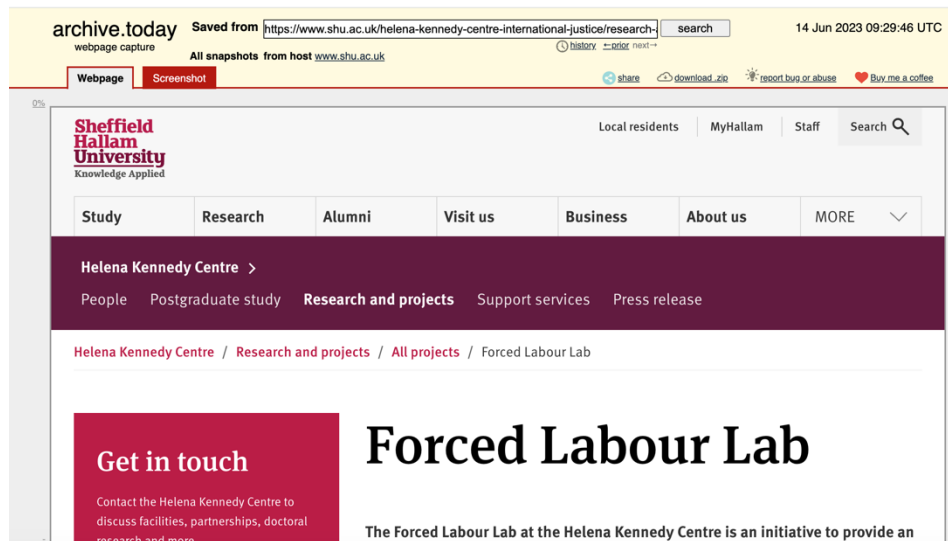 archive.today
webpage capture
Saved from https://www.shu.ac.uk/helena-kennedy-centre-international-justice/research- search
14 Jun 2023 09:29:46 UTC
history ←prior next→
All snapshots from host www.shu.ac.uk
Webpage Screenshot
share download .zip report bug or abuse Buy me a coffee
0%
Sheffield
Hallam
University
Knowledge Applied
Local residents MyHallam Staff Search
Study Research Alumni Visit us Business About us MORE
Helena Kennedy Centre >
People Postgraduate study Research and projects Support services Press release
Helena Kennedy Centre / Research and projects / All projects / Forced Labour Lab
Get in touch
Contact the Helena Kennedy Centre to
discuss facilities, partnerships, doctoral
research and more
Forced Labour Lab
The Forced Labour Lab at the Helena Kennedy Centre is an initiative to provide an